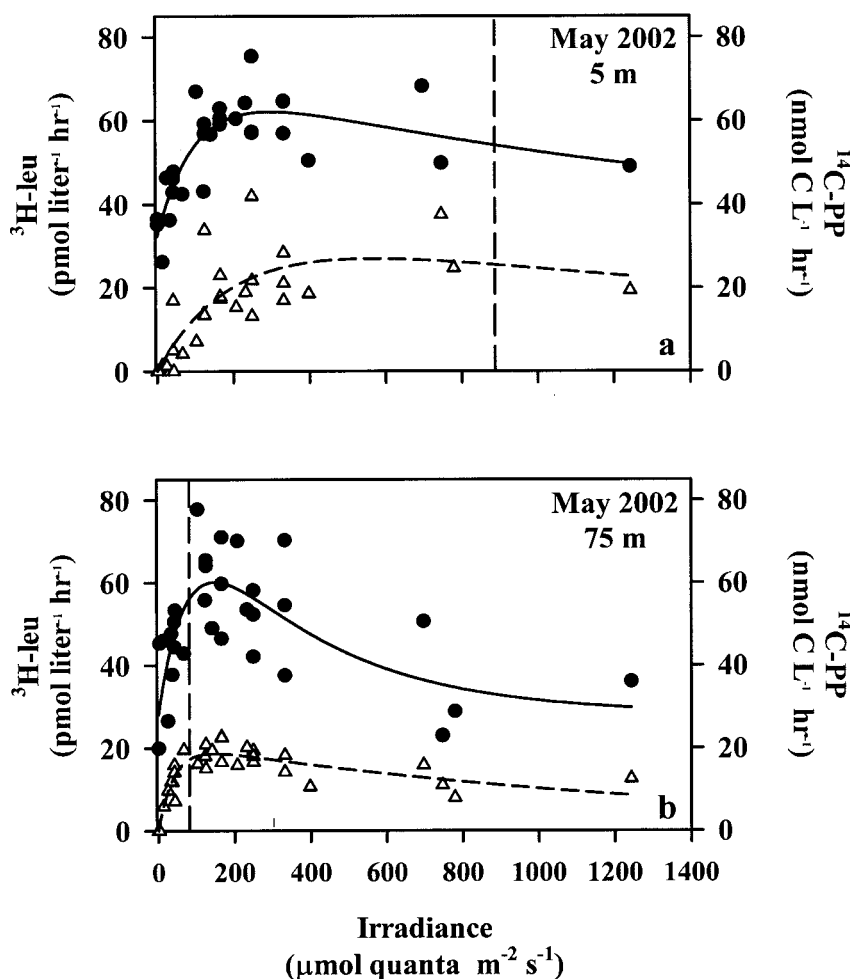 May 2002
5 m
³H-leu
(pmol liter⁻¹ hr⁻¹)
80
60
40
20
0
80
60
40
20
0
¹⁴C-PP
(nmol C L⁻¹ hr⁻¹)
a
May 2002
75 m
³H-leu
(pmol liter⁻¹ hr⁻¹)
80
60
40
20
0
80
60
40
20
0
¹⁴C-PP
(nmol C L⁻¹ hr⁻¹)
b
0 200 400 600 800 1000 1200 1400
Irradiance
(μmol quanta m⁻² s⁻¹)